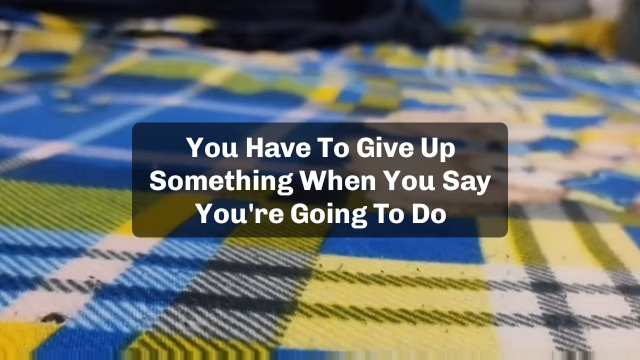 You Have To Give Up
Something When You Say
You're Going To Do